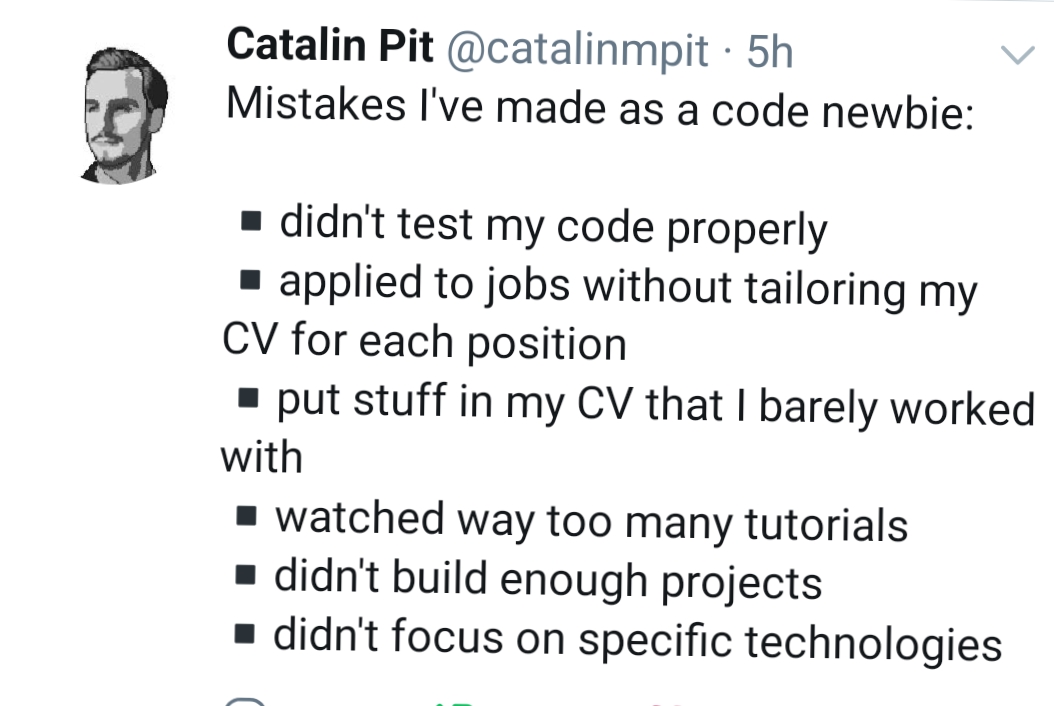 Catalin Pit @catalinmpit · 5h
Mistakes I've made as a code newbie:
▪ didn't test my code properly
▪ applied to jobs without tailoring my
CV for each position
▪ put stuff in my CV that I barely worked
with
▪ watched way too many tutorials
▪ didn't build enough projects
▪ didn't focus on specific technologies